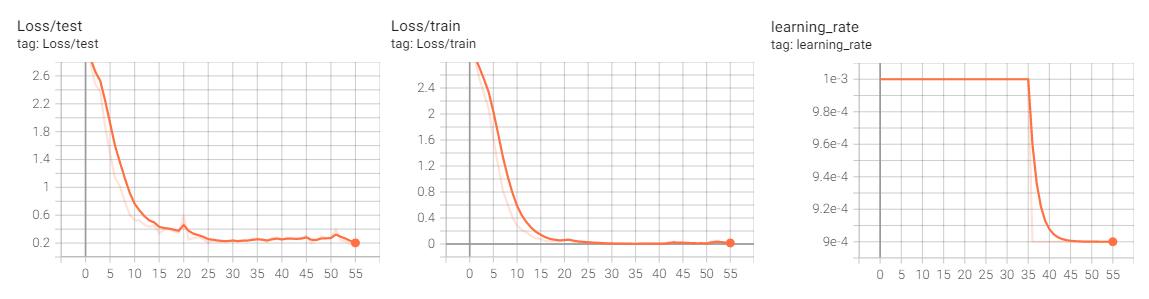 Loss/test
tag: Loss/test
2.6
2.2
1.8
1.4
1
0.6
0.2
0 5 10 15 20 25 30 35 40 45 50 55
Loss/train
tag: Loss/train
2.4
2
1.6
1.2
0.8
0.4
0
0 5 10 15 20 25 30 35 40 45 50 55
learning_rate
tag: learning_rate
1e-3
9.8e-4
9.6e-4
9.4e-4
9.2e-4
9e-4
0 5 10 15 20 25 30 35 40 45 50 55